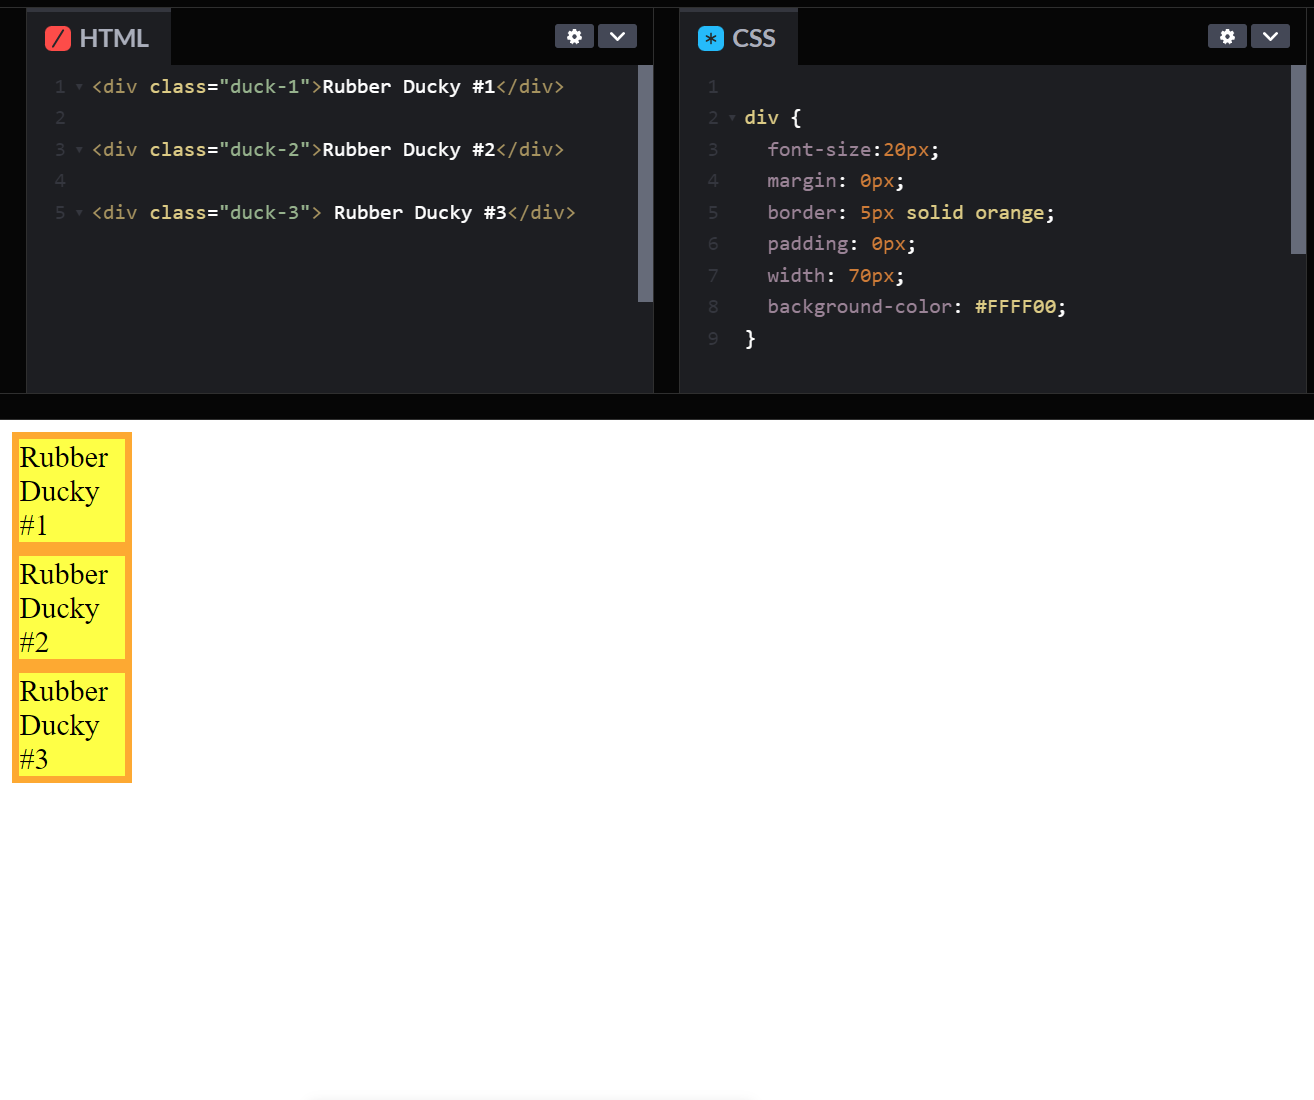 HTML
1 <div class="duck-1">Rubber Ducky #1</div>
2
3 <div class="duck-2">Rubber Ducky #2</div>
4
5 <div class="duck-3"> Rubber Ducky #3</div>
CSS
1
2 div {
3 font-size:20px;
4 margin: 0px;
5 border: 5px solid orange;
6 padding: 0px;
7 width: 70px;
8 background-color: #FFFF00;
9 }
Rubber
Ducky
#1
Rubber
Ducky
#2
Rubber
Ducky
#3